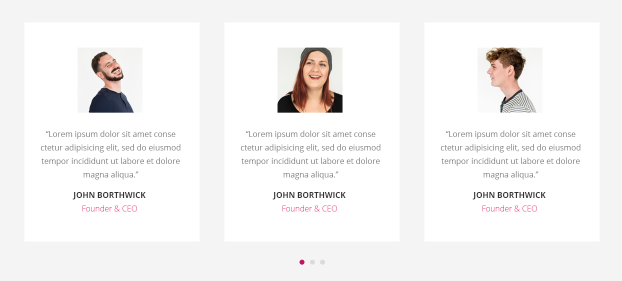 “Lorem ipsum dolor sit amet conse
ctetur adipisicing elit, sed do eiusmod
tempor incididunt ut labore et dolore
magna aliqua.”
JOHN BORTHWICK
Founder & CEO
“Lorem ipsum dolor sit amet conse
ctetur adipisicing elit, sed do eiusmod
tempor incididunt ut labore et dolore
magna aliqua.”
JOHN BORTHWICK
Founder & CEO
“Lorem ipsum dolor sit amet conse
ctetur adipisicing elit, sed do eiusmod
tempor incididunt ut labore et dolore
magna aliqua.”
JOHN BORTHWICK
Founder & CEO